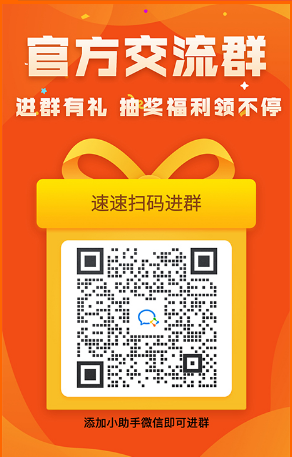 官方交流群
进群有礼 抽奖福利领不停
速速扫码进群
添加小助手微信即可进群